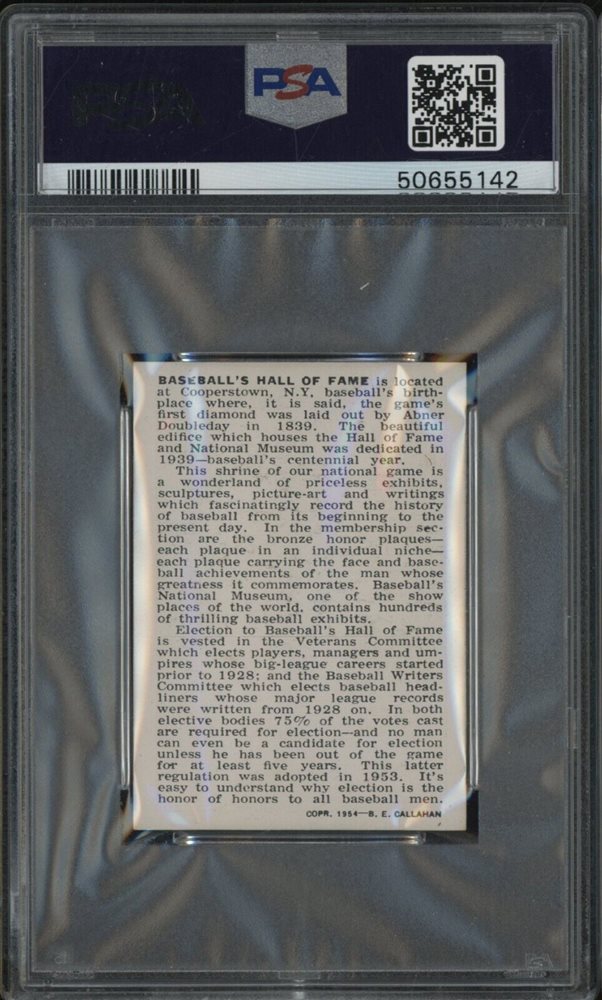 PSA
50655142
BASEBALL'S HALL OF FAME is located
at Cooperstown, N.Y, baseball's birth-
place where, it is said, the game's
first diamond was laid out by Abner
Doubleday in 1839. The beautiful
edifice which houses the Hall of Fame
and National Museum was dedicated in
1939—baseball's centennial year.
This shrine of our national game is
a wonderland of priceless exhibits,
sculptures, picture-art and writings
which fascinatingly record the history
of baseball from its beginning to the
present day. In the membership sec-
tion are the bronze honor plaques—
each plaque in an individual niche—
each plaque carrying the face and base-
ball achievements of the man whose
greatness it commemorates. Baseball's
National Museum, one of the show
places of the world, contains hundreds
of thrilling baseball exhibits.
Election to Baseball's Hall of Fame
is vested in the Veterans Committee
which elects players, managers and um-
pires whose big-league careers started
prior to 1928; and the Baseball Writers
Committee which elects baseball head-
liners whose major league records
were written from 1928 on. In both
elective bodies 75% of the votes cast
are required for election—and no man
can even be a candidate for election
unless he has been out of the game
for at least five years. This latter
regulation was adopted in 1953. It's
easy to understand why election is the
honor of honors to all baseball men.
COPR. 1954—B. E. CALLAHAN